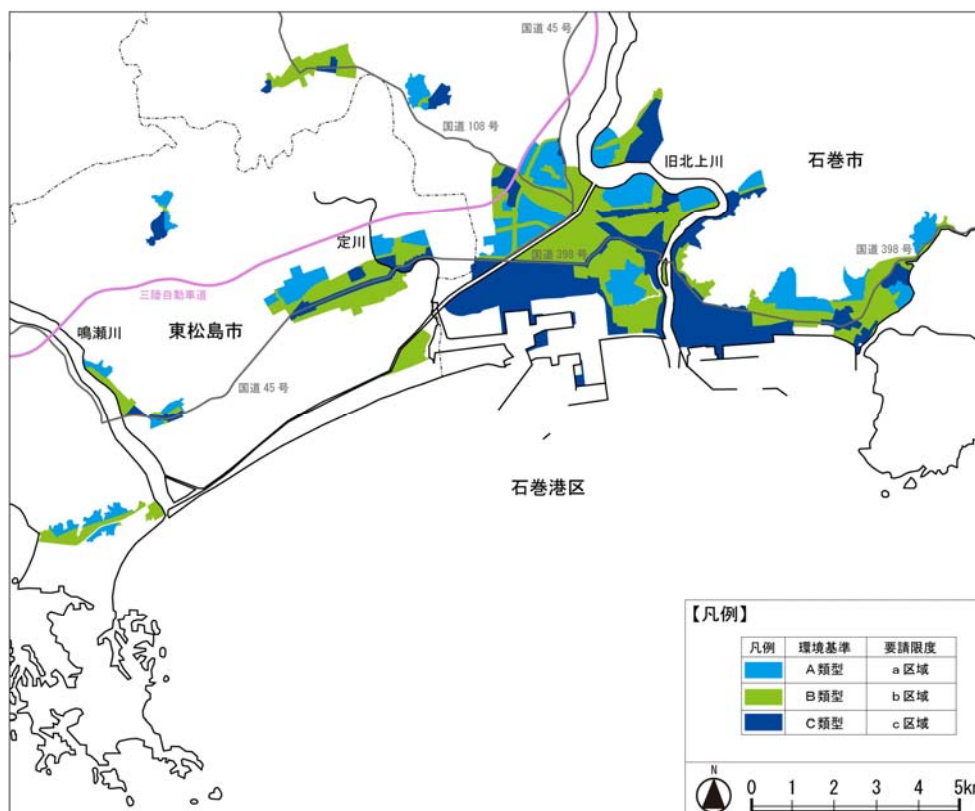 国道 45 号
国道 108 号
旧北上川
石巻市
定川
国道 398 号
国道 398 号
三陸自動車道
鳴瀬川
東松島市
国道 45 号
石巻港区
【凡例】
凡例 環境基準 要請限度
A類型 a区域
B類型 b区域
C類型 c区域
N
0 1 2 3 4 5km